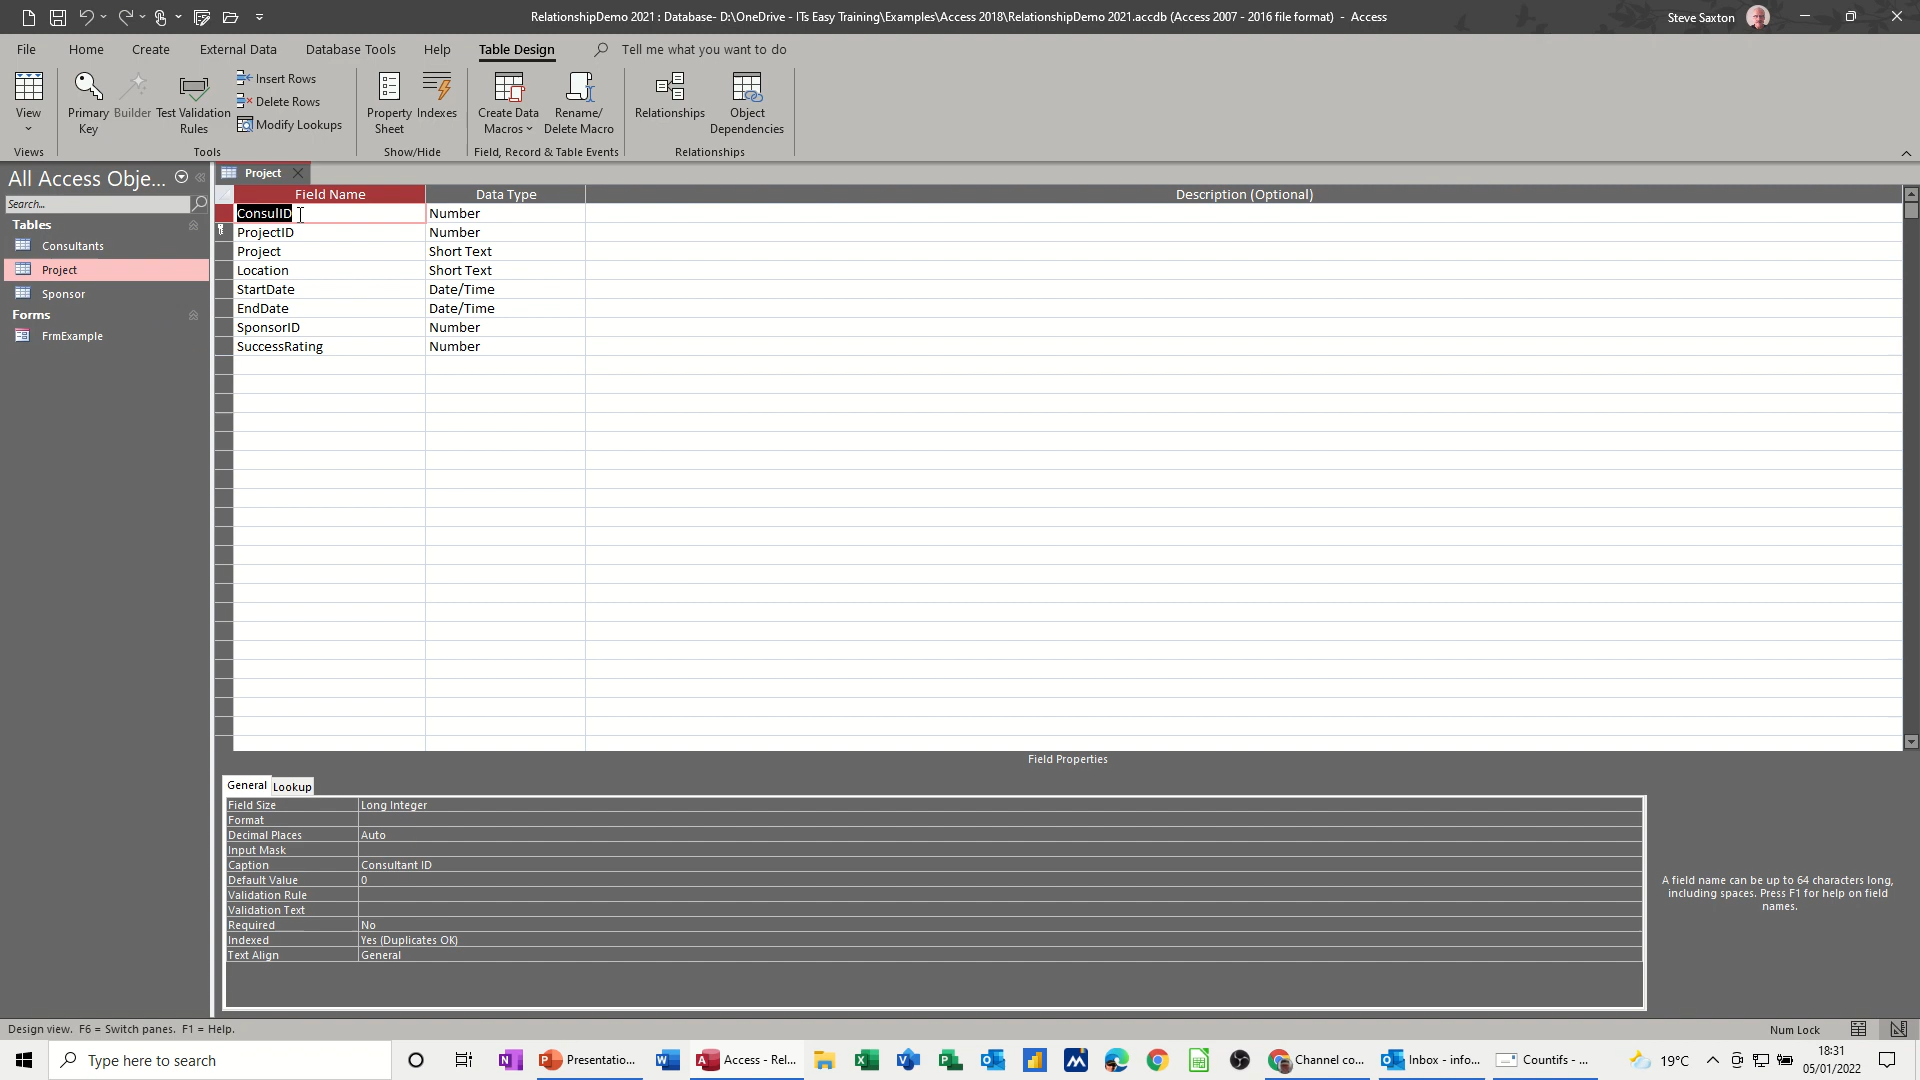 RelationshipDemo 2021 : Database- D:\OneDrive - ITs Easy Training\Examples\Access 2018\RelationshipDemo 2021.accdb (Access 2007 - 2016 file format) - Access
Steve Saxton
File Home Create External Data Database Tools Help Table Design Tell me what you want to do
View
Primary Key
Builder
Test Validation Rules
Insert Rows
Delete Rows
Modify Lookups
Property Sheet
Indexes
Create Data Macros
Rename/ Delete Macro
Relationships
Object Dependencies
Views Tools Show/Hide Field, Record & Table Events Relationships
All Access Obje...
Search...
Tables
Consultants
Project
Sponsor
Forms
FrmExample
Project
Field Name Data Type Description (Optional)
ConsulID Number
ProjectID Number
Project Short Text
Location Short Text
StartDate Date/Time
EndDate Date/Time
SponsorID Number
SuccessRating Number
Field Properties
General Lookup
Field Size Long Integer
Format
Decimal Places Auto
Input Mask
Caption Consultant ID
Default Value 0
Validation Rule
Validation Text
Required No
Indexed Yes (Duplicates OK)
Text Align General
A field name can be up to 64 characters long,
including spaces. Press F1 for help on field
names.
Design view. F6 = Switch panes. F1 = Help.
Num Lock
Type here to search
Presentatio...
Access - Rel...
Channel co...
Inbox - info...
Countifs - ...
19°C
18:31
05/01/2022